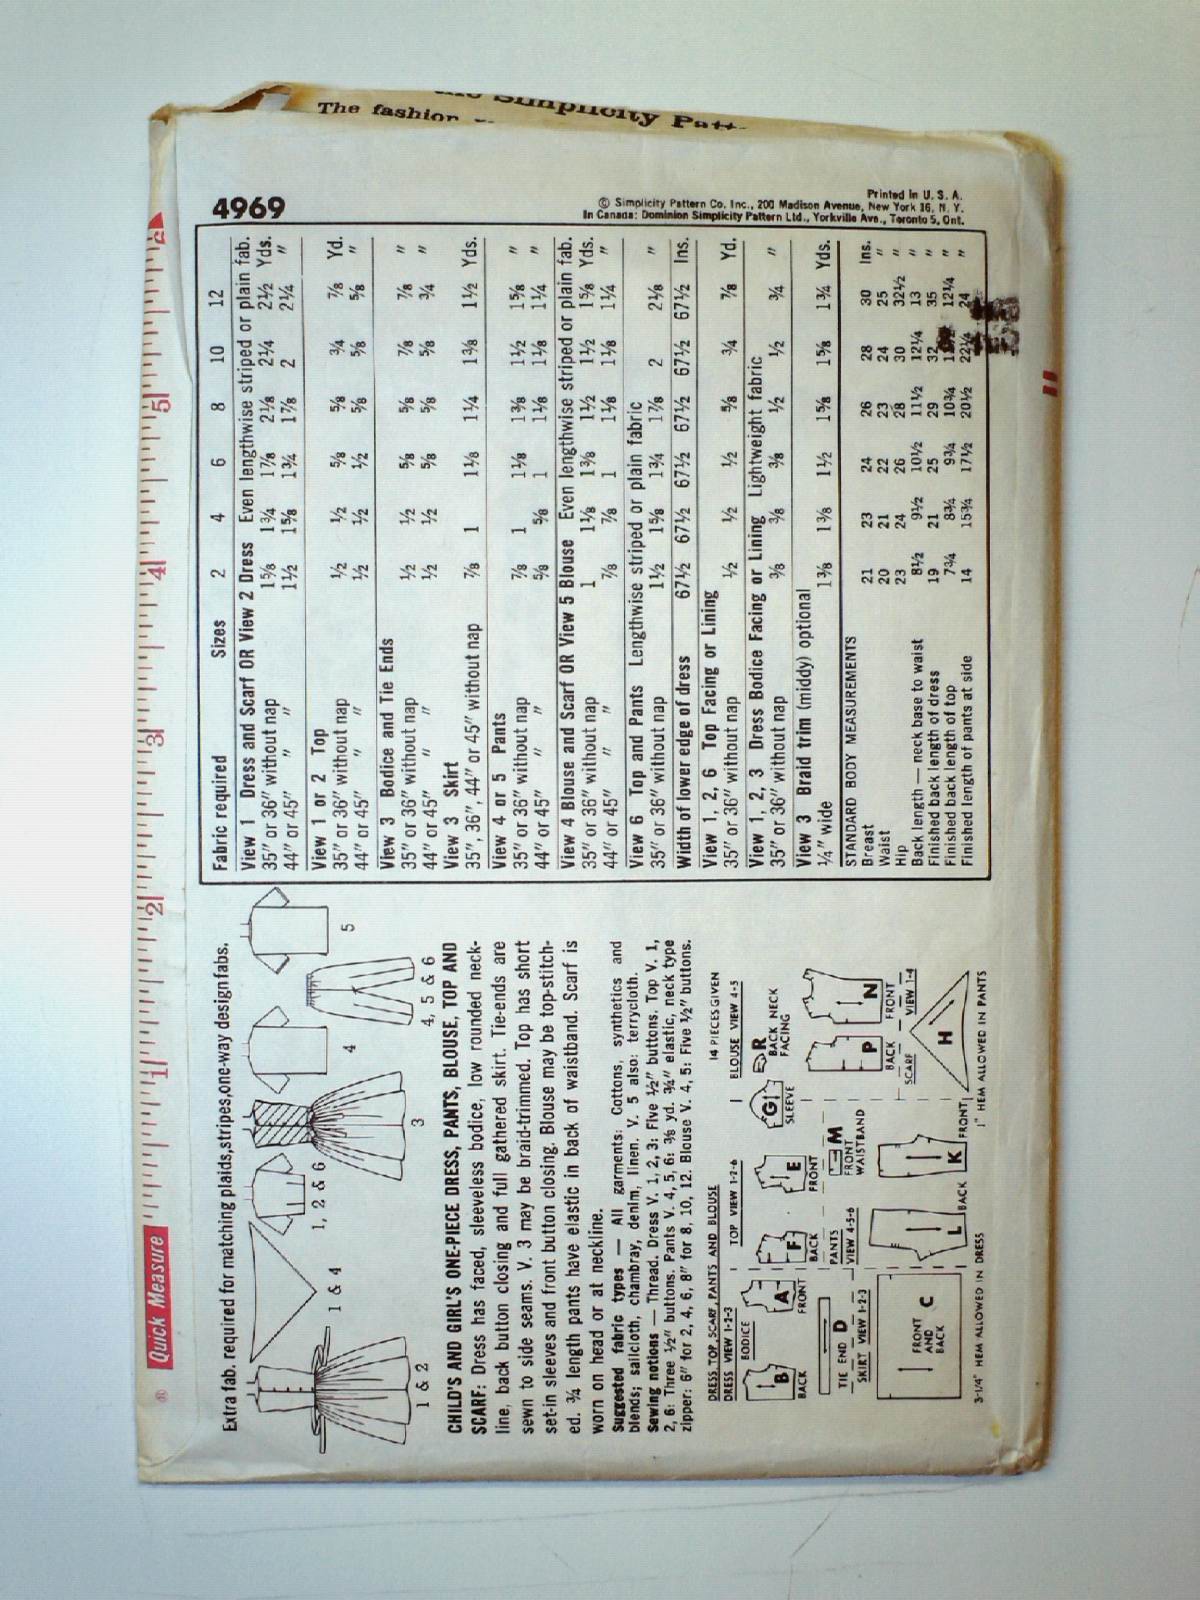 The fashion
Simplicity
4969
Printed In U. S. A.
© Simplicity Pattern Co. Inc., 200 Madison Avenue, New York 16, N. Y.
In Canada: Dominion Simplicity Pattern Ltd., Yorkville Ave., Toronto 5, Ont.
® Quick Measure 1 2 3 4 5
Extra fab. required for matching plaids, stripes, one-way design fabs.
1 & 2
1 & 4
1, 2 & 6
3
4
4, 5 & 6
5
CHILD'S AND GIRL'S ONE-PIECE DRESS, PANTS, BLOUSE, TOP AND
SCARF: Dress has faced, sleeveless bodice, low rounded neck-
line, back button closing and full gathered skirt. Tie-ends are
sewn to side seams. V. 3 may be braid-trimmed. Top has short
set-in sleeves and front button closing. Blouse may be top-stitch-
ed. ¾ length pants have elastic in back of waistband. Scarf is
worn on head or at neckline.
Suggested fabric types — All garments: Cottons, synthetics and
blends; sailcloth, chambray, denim, linen. V. 5 also: terrycloth.
Sewing notions — Thread. Dress V. 1, 2, 3: Five ½" buttons. Top V. 1,
2, 6: Three ½" buttons. Pants V. 4, 5, 6: ⅜ yd. ¾" elastic, neck type
zipper: 6" for 2, 4, 6, 8" for 8, 10, 12. Blouse V. 4, 5: Five ½" buttons.
DRESS, TOP, SCARF, PANTS AND BLOUSE
14 PIECES GIVEN
DRESS VIEW 1-2-3
TOP VIEW 1-2-6
BLOUSE VIEW 4-5
BODICE
B BACK
A FRONT
F BACK
E FRONT
G SLEEVE
R BACK NECK FACING
P BACK
N FRONT
TIE END D
SKIRT VIEW 1-2-3
PANTS
VIEW 4-5-6
M FRONT WAISTBAND
SCARF
VIEW 1-4
FRONT AND BACK C
L BACK
K FRONT
H
3-1/4" HEM ALLOWED IN DRESS
1" HEM ALLOWED IN PANTS
Fabric required Sizes 2 4 6 8 10 12
View 1 Dress and Scarf OR View 2 Dress Even lengthwise striped or plain fab.
35" or 36" without nap 1⅝ 1¾ 1⅞ 2⅛ 2¼ 2½ Yds.
44" or 45" " " 1½ 1⅝ 1¾ 1⅞ 2 2¼ "
View 1 or 2 Top
35" or 36" without nap ½ ½ ⅝ ⅝ ¾ ⅞ Yd.
44" or 45" " " ½ ½ ½ ⅝ ⅝ ⅝ "
View 3 Bodice and Tie Ends
35" or 36" without nap ½ ½ ⅝ ⅝ ⅞ ⅞ "
44" or 45" " " ½ ½ ⅝ ⅝ ⅝ ¾ "
View 3 Skirt
35", 36", 44" or 45" without nap ⅞ 1 1⅛ 1¼ 1⅜ 1½ Yds.
View 4 or 5 Pants
35" or 36" without nap ⅞ 1 1⅛ 1⅜ 1½ 1⅝ "
44" or 45" " " ⅝ ⅝ 1 1⅛ 1⅛ 1¼ "
View 4 Blouse and Scarf OR View 5 Blouse Even lengthwise striped or plain fab.
35" or 36" without nap 1 1⅛ 1⅜ 1½ 1½ 1⅝ Yds.
44" or 45" " " ⅞ ⅞ 1 1⅛ 1⅛ 1¼ "
View 6 Top and Pants Lengthwise striped or plain fabric
35" or 36" without nap 1½ 1⅝ 1¾ 1⅞ 2 2⅛ "
Width of lower edge of dress 67½ 67½ 67½ 67½ 67½ 67½ Ins.
View 1, 2, 6 Top Facing or Lining
35" or 36" without nap ½ ½ ½ ⅝ ¾ ⅞ Yd.
View 1, 2, 3 Dress Bodice Facing or Lining Lightweight fabric
35" or 36" without nap ⅜ ⅜ ⅜ ½ ½ ¾ "
View 3 Braid trim (middy) optional
¼" wide 1⅜ 1⅜ 1½ 1⅝ 1⅝ 1¾ Yds.
STANDARD BODY MEASUREMENTS
Breast 21 23 24 26 28 30 Ins.
Waist 20 21 22 23 24 25 "
Hip 23 24 26 28 30 32½ "
Back length — neck base to waist 8½ 9½ 10½ 11½ 12¼ 13 "
Finished back length of dress 19 21 25 29 32 35 "
Finished back length of top 7¾ 8¾ 9¾ 10¾ 12¼ "
Finished length of pants at side 14 15¾ 17½ 20½ 22¼ 24 "